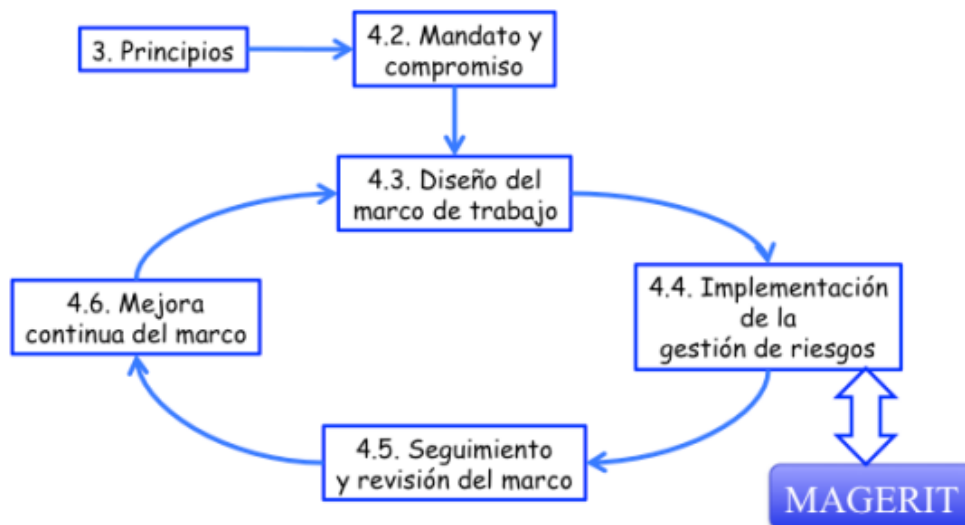 3. Principios
4.2. Mandato y
compromiso
4.3. Diseño del
marco de trabajo
4.6. Mejora
continua del marco
4.4. Implementación
de la
gestión de riesgos
4.5. Seguimiento
y revisión del marco
MAGERIT